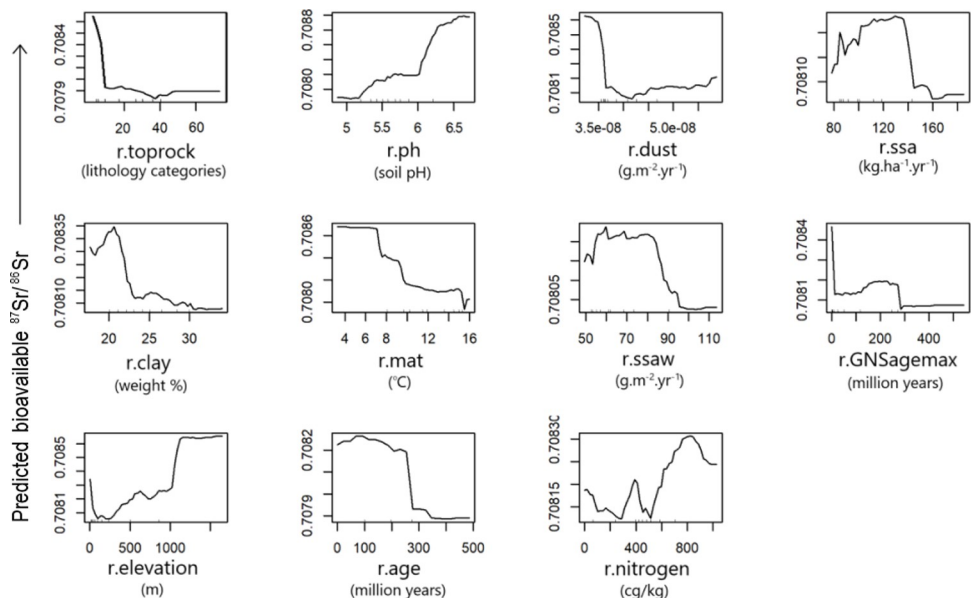 Predicted bioavailable ⁸⁷Sr/⁸⁶Sr
0.7084
0.7079
20 40 60
r.toprock
(lithology categories)
0.7088
0.7080
5 5.5 6 6.5
r.ph
(soil pH)
0.7085
0.7081
3.5e-08 5.0e-08
r.dust
(g.m⁻².yr⁻¹)
0.70810
80 120 160
r.ssa
(kg.ha⁻¹.yr⁻¹)
0.70835
0.70810
20 25 30
r.clay
(weight %)
0.7086
0.7080
4 6 8 12 16
r.mat
(°C)
0.70805
50 70 90 110
r.ssaw
(g.m⁻².yr⁻¹)
0.7084
0.7081
0 200 400
r.GNSagemax
(million years)
0.7085
0.7081
0 500 1000
r.elevation
(m)
0.7082
0.7079
0 100 300 500
r.age
(million years)
0.7083
0.70815
0 400 800
r.nitrogen
(cg/kg)